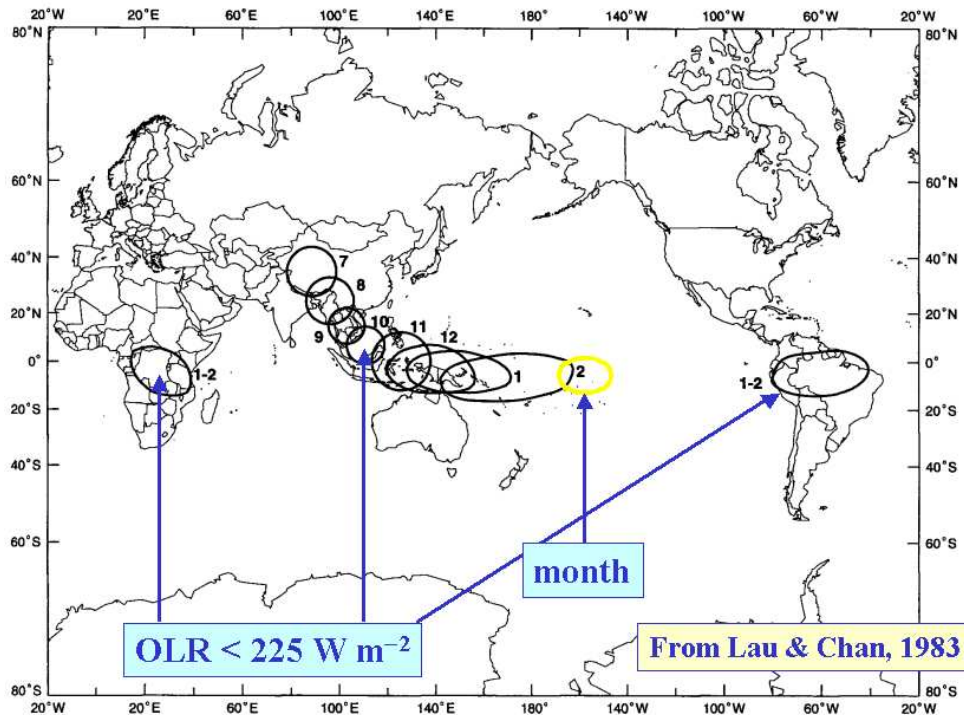 20°W 0° 20°E 60°E 100°E 140°E 180° 140°W 100°W 60°W 20°W
80°N 80°N
60°N 60°N
40°N 40°N
7
8
20°N 20°N
9 10 11 12
0° 0°
1-2 1 2 1-2
20°S 20°S
40°S 40°S
60°S 60°S
month
OLR < 225 W m⁻²
From Lau & Chan, 1983
80°S 80°S
20°W 0° 20°E 60°E 100°E 140°E 180° 140°W 100°W 60°W 20°W